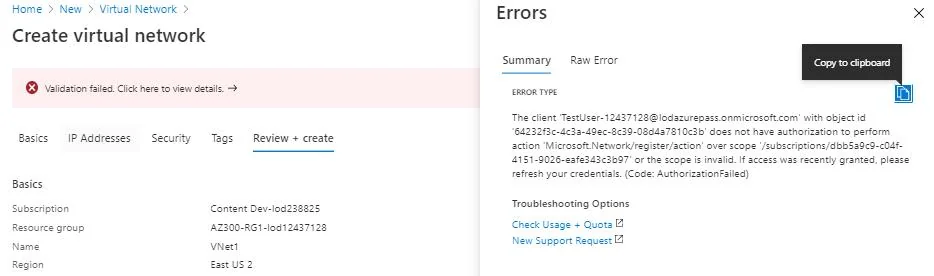 Home > New > Virtual Network >
Create virtual network
Validation failed. Click here to view details. →
Basics IP Addresses Security Tags Review + create
Basics
Subscription Content Dev-lod238825
Resource group AZ300-RG1-lod12437128
Name VNet1
Region East US 2
Errors
Summary Raw Error
Copy to clipboard
ERROR TYPE
The client 'TestUser-12437128@lodazurepass.onmicrosoft.com' with object id
'64232f3c-4c3a-49ec-8c39-08d4a7810c3b' does not have authorization to perform
action 'Microsoft.Network/register/action' over scope '/subscriptions/dbb5a9c9-c04f-
4151-9026-eafe343c3b97' or the scope is invalid. If access was recently granted, please
refresh your credentials. (Code: AuthorizationFailed)
Troubleshooting Options
Check Usage + Quota
New Support Request